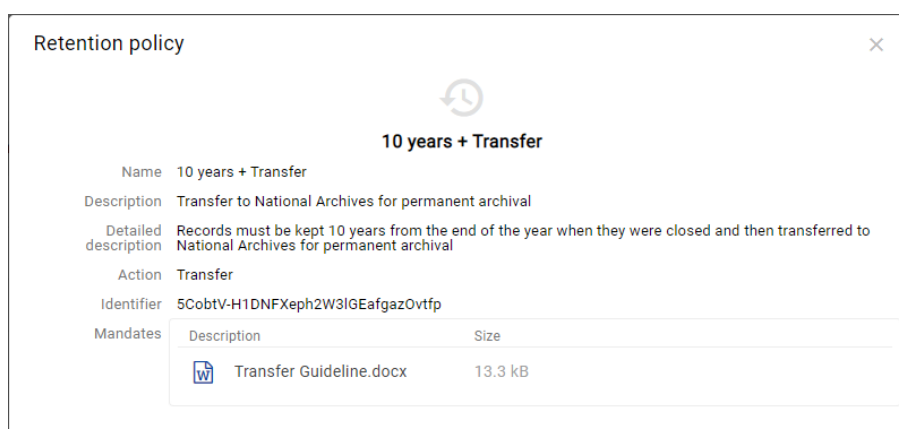 Retention policy
10 years + Transfer
Name 10 years + Transfer
Description Transfer to National Archives for permanent archival
Detailed description Records must be kept 10 years from the end of the year when they were closed and then transferred to
National Archives for permanent archival
Action Transfer
Identifier 5CobtV-H1DNFXeph2W3lGEafgazOvtfp
Mandates
Description Size
Transfer Guideline.docx 13.3 kB